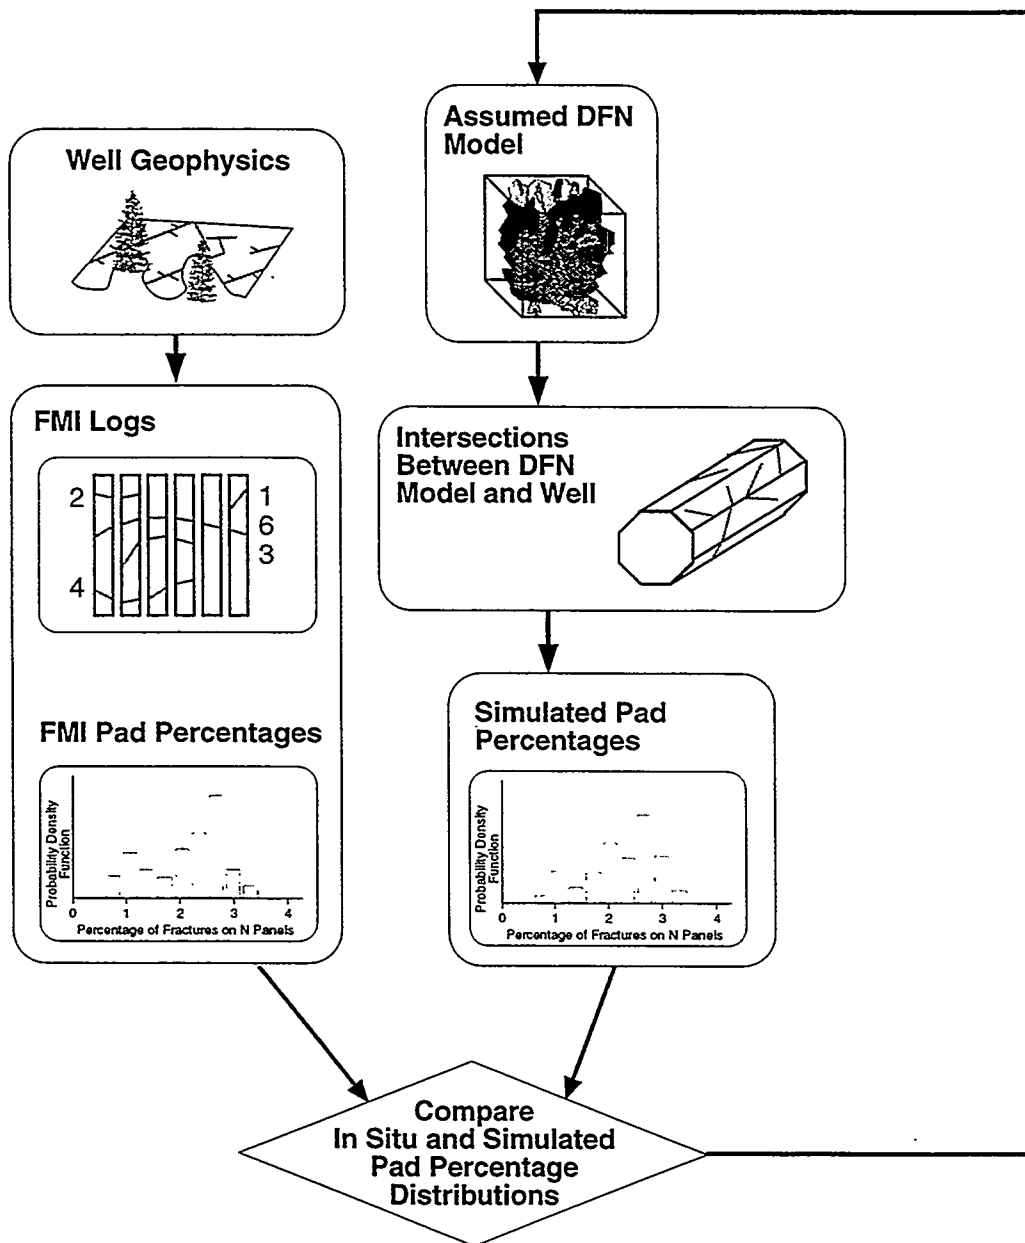 Well Geophysics
FMI Logs
2
1
6
3
4
FMI Pad Percentages
Probability Density
Function
0 1 2 3 4
Percentage of Fractures on N Panels
Assumed DFN
Model
Intersections
Between DFN
Model and Well
Simulated Pad
Percentages
Probability Density
Function
0 1 2 3 4
Percentage of Fractures on N Panels
Compare
In Situ and Simulated
Pad Percentage
Distributions